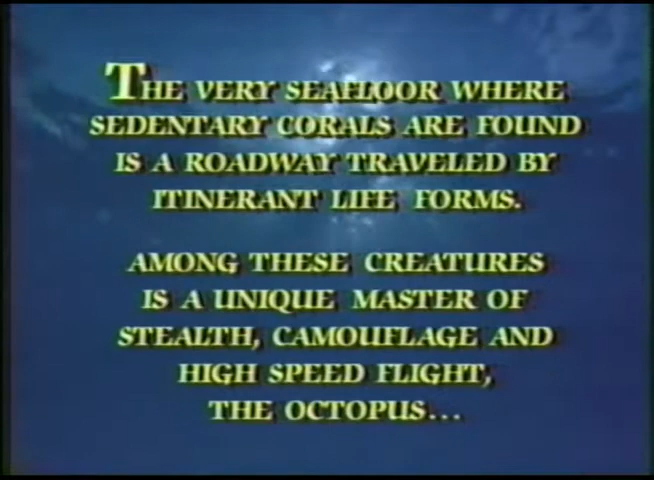 THE VERY SEAFLOOR WHERE
SEDENTARY CORALS ARE FOUND
IS A ROADWAY TRAVELED BY
ITINERANT LIFE FORMS.
AMONG THESE CREATURES
IS A UNIQUE MASTER OF
STEALTH, CAMOUFLAGE AND
HIGH SPEED FLIGHT,
THE OCTOPUS...